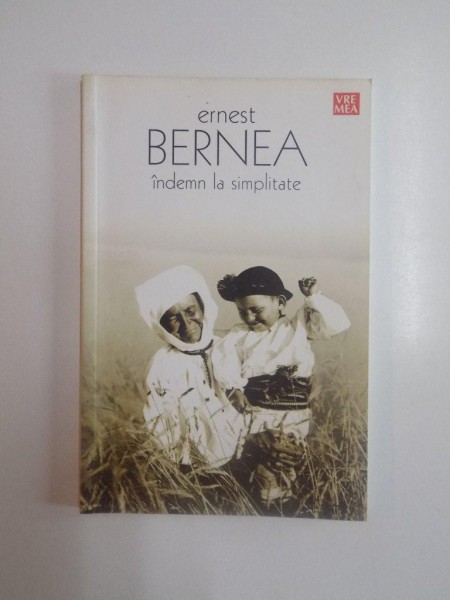 VRE
MEA
ernest
BERNEA
îndemn la simplitate